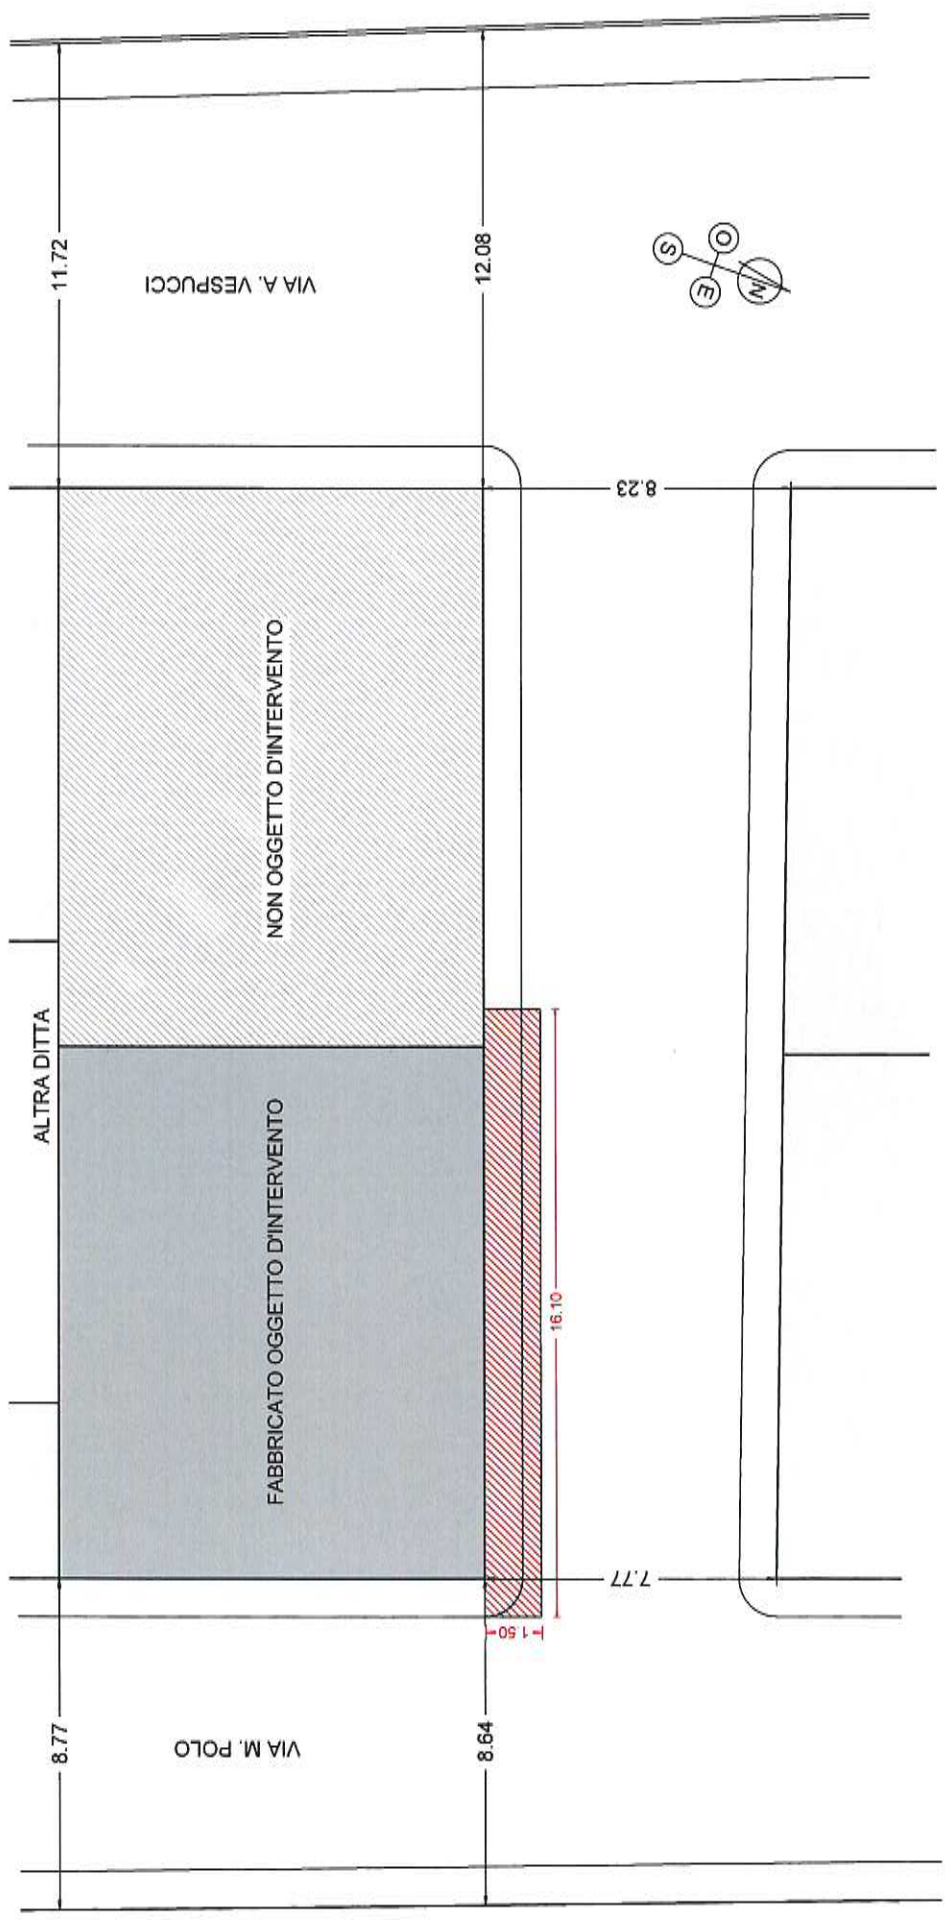 11.72
VIA A. VESPUCCI
12.08
S
O
E
N
8.23
NON OGGETTO D'INTERVENTO
ALTRA DITTA
FABBRICATO OGGETTO D'INTERVENTO
16.10
7.77
1.50
8.77
VIA M. POLO
8.64